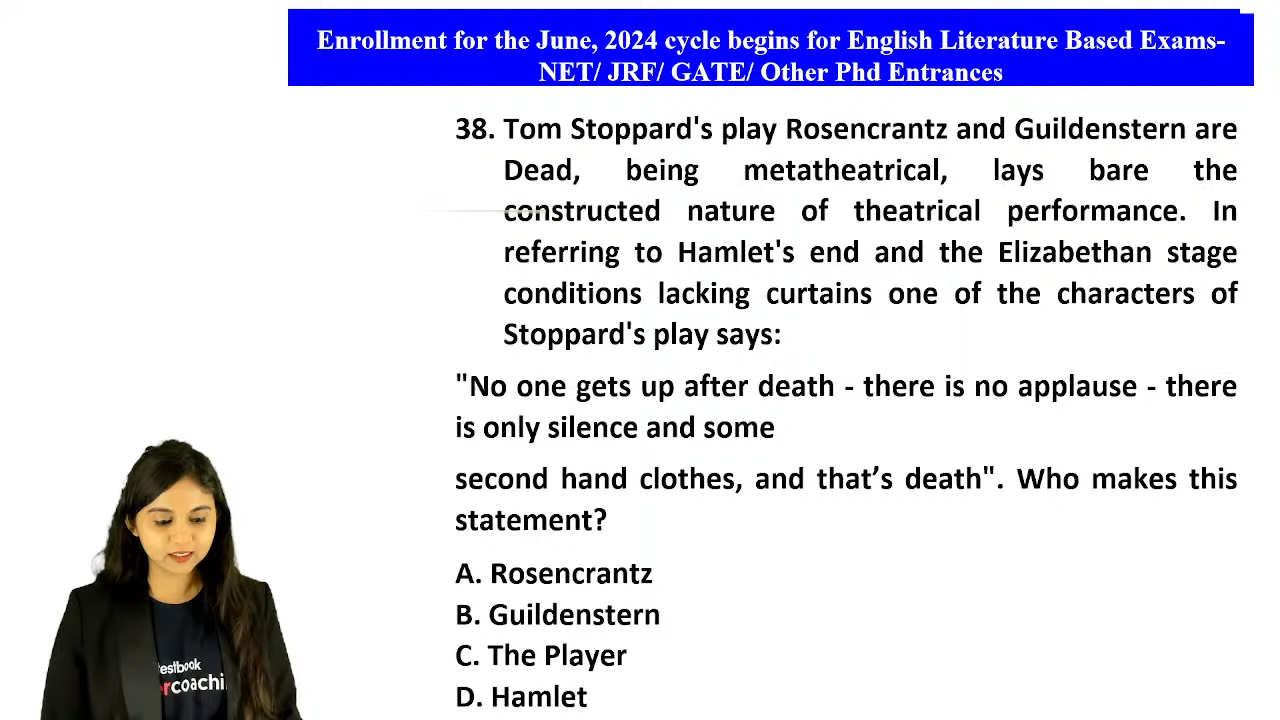 Enrollment for the June, 2024 cycle begins for English Literature Based Exams-
NET/ JRF/ GATE/ Other Phd Entrances
38. Tom Stoppard's play Rosencrantz and Guildenstern are
Dead, being metatheatrical, lays bare the
constructed nature of theatrical performance. In
referring to Hamlet's end and the Elizabethan stage
conditions lacking curtains one of the characters of
Stoppard's play says:
"No one gets up after death - there is no applause - there
is only silence and some
second hand clothes, and that’s death". Who makes this
statement?
A. Rosencrantz
B. Guildenstern
C. The Player
D. Hamlet